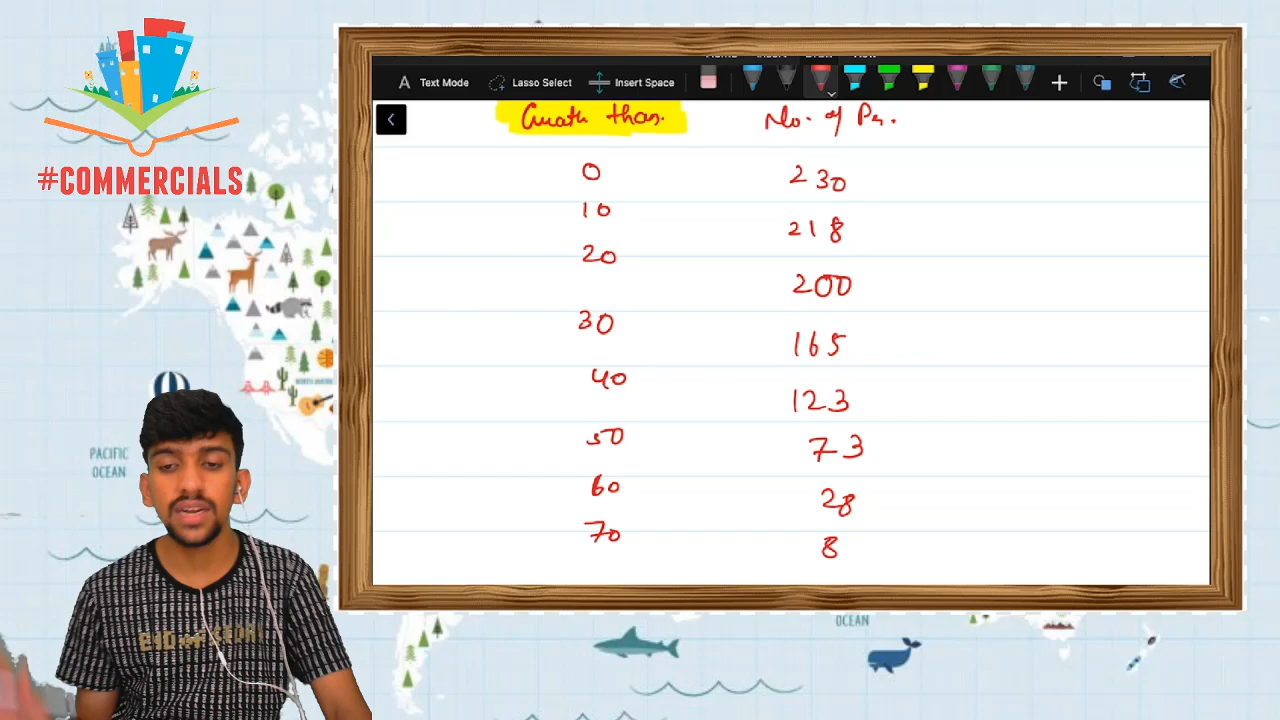 #COMMERCIALS
Text Mode
Lasso Select
Insert Space
Greater than. No. of Per.
0 230
10 218
20 200
30 165
40 123
50 73
60 28
70 8
PACIFIC
OCEAN
OCEAN